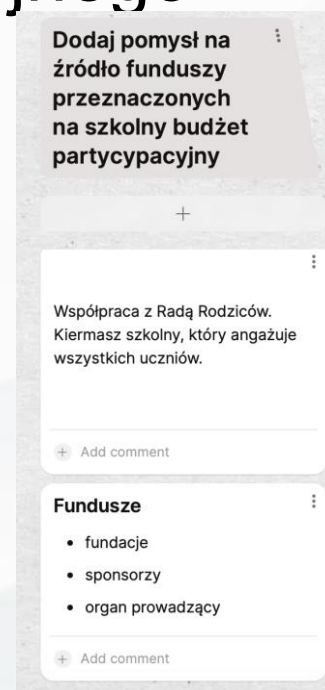 Dodaj pomysł na
źródło funduszy
przeznaczonych
na szkolny budżet
partycypacyjny
+
Współpraca z Radą Rodziców.
Kiermasz szkolny, który angażuje
wszystkich uczniów.
+ Add comment
Fundusze
• fundacje
• sponsorzy
• organ prowadzący
+ Add comment